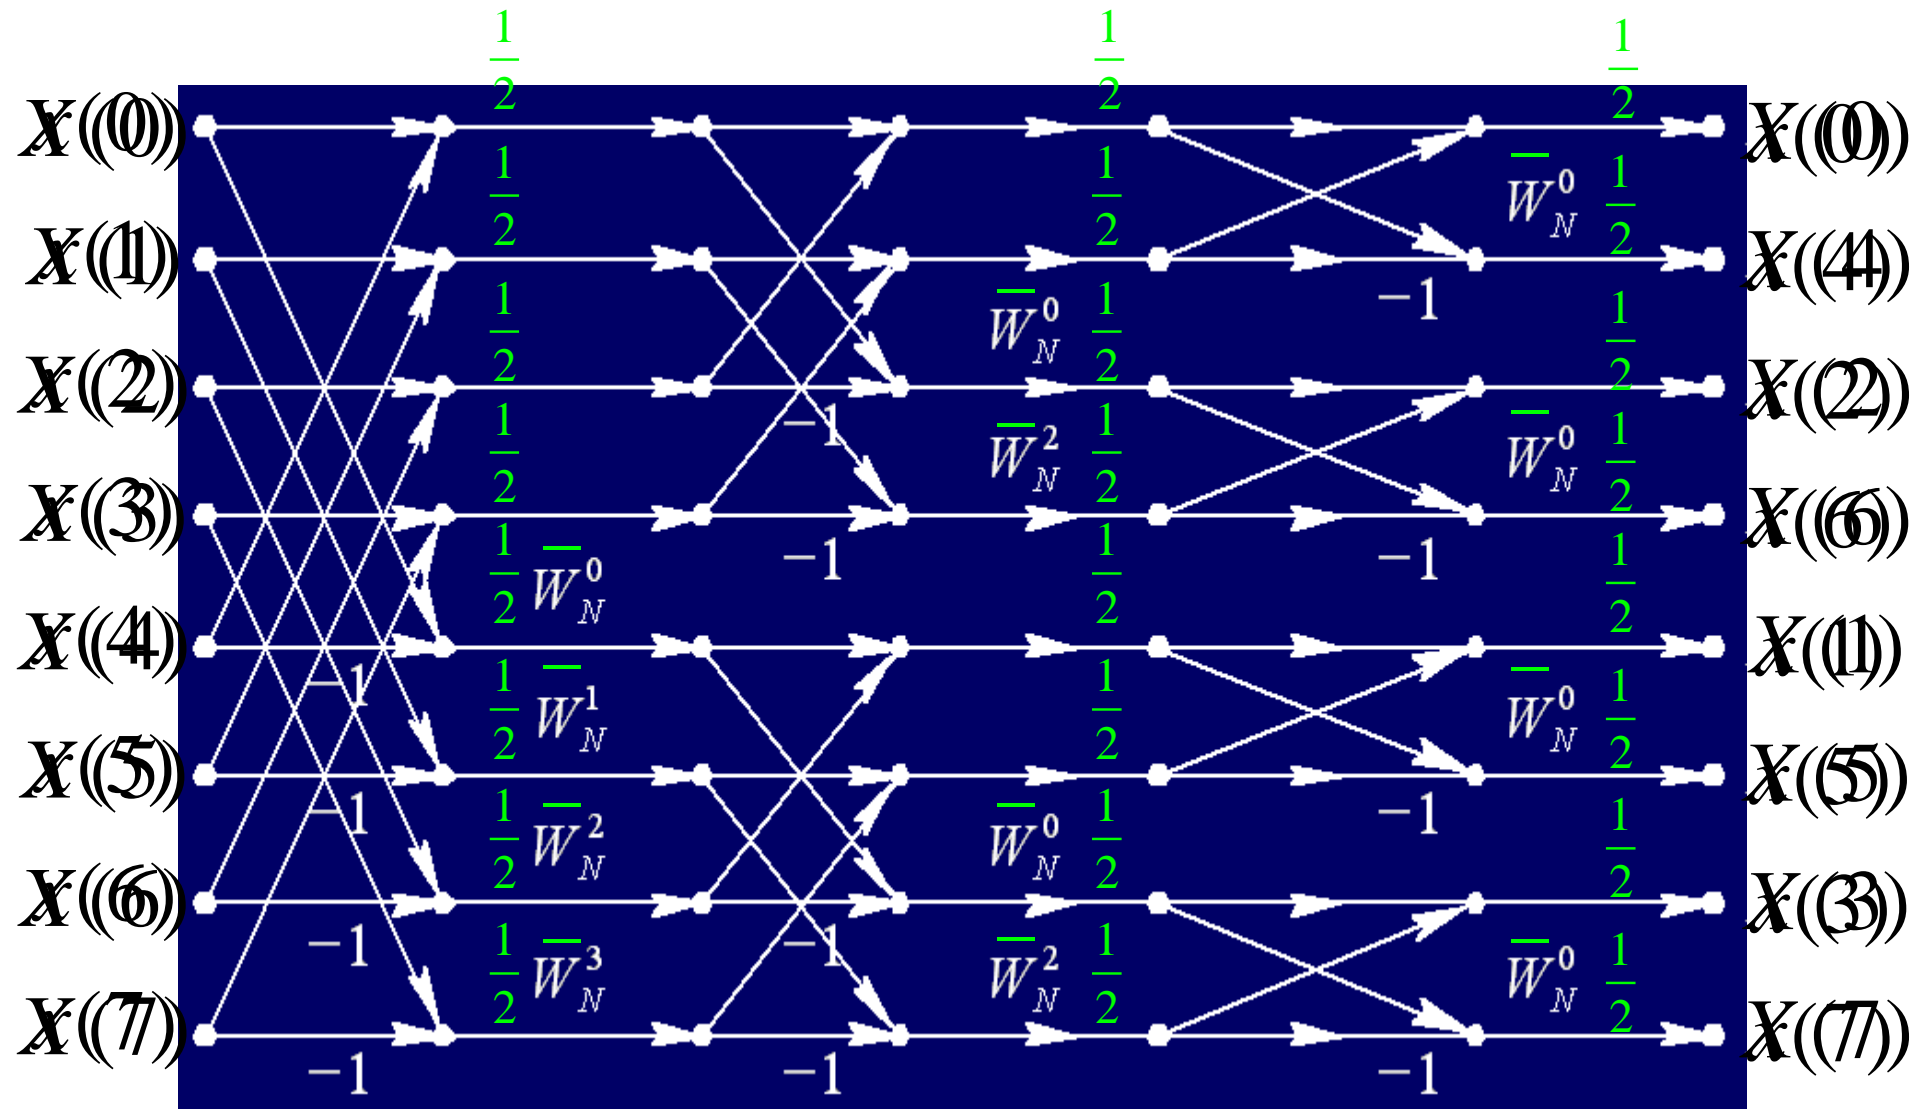 1/2 1/2 1/2
X(0) X(0)
1/2 1/2 W̅_N^0 1/2
X(1) X(4)
−1
1/2 W̅_N^0 1/2 1/2
X(2) X(2)
−1
1/2 W̅_N^2 1/2 W̅_N^0 1/2
X(3) X(6)
−1 −1
1/2 W̅_N^0 1/2 1/2
X(4) X(1)
−1
1/2 W̅_N^1 1/2 W̅_N^0 1/2
X(5) X(5)
−1 −1
1/2 W̅_N^2 W̅_N^0 1/2 1/2
X(6) X(3)
−1 −1
1/2 W̅_N^3 W̅_N^2 1/2 W̅_N^0 1/2
X(7) X(7)
−1 −1 −1